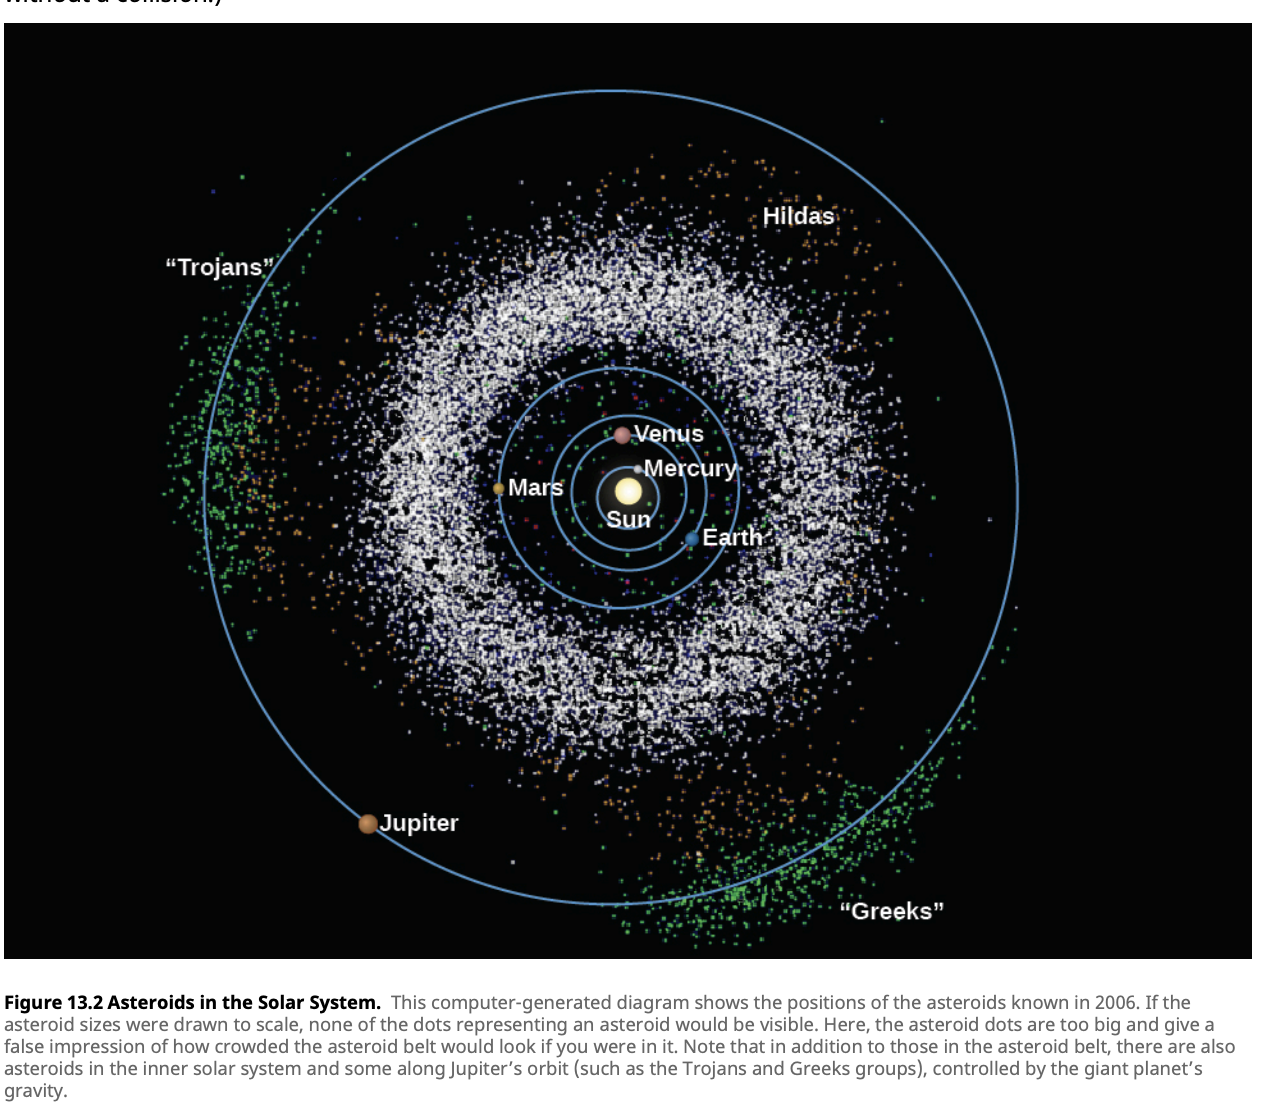 without a collision.)
Hildas
“Trojans”
Venus
Mercury
Mars
Sun
Earth
Jupiter
“Greeks”
Figure 13.2 Asteroids in the Solar System. This computer-generated diagram shows the positions of the asteroids known in 2006. If the
asteroid sizes were drawn to scale, none of the dots representing an asteroid would be visible. Here, the asteroid dots are too big and give a
false impression of how crowded the asteroid belt would look if you were in it. Note that in addition to those in the asteroid belt, there are also
asteroids in the inner solar system and some along Jupiter’s orbit (such as the Trojans and Greeks groups), controlled by the giant planet’s
gravity.